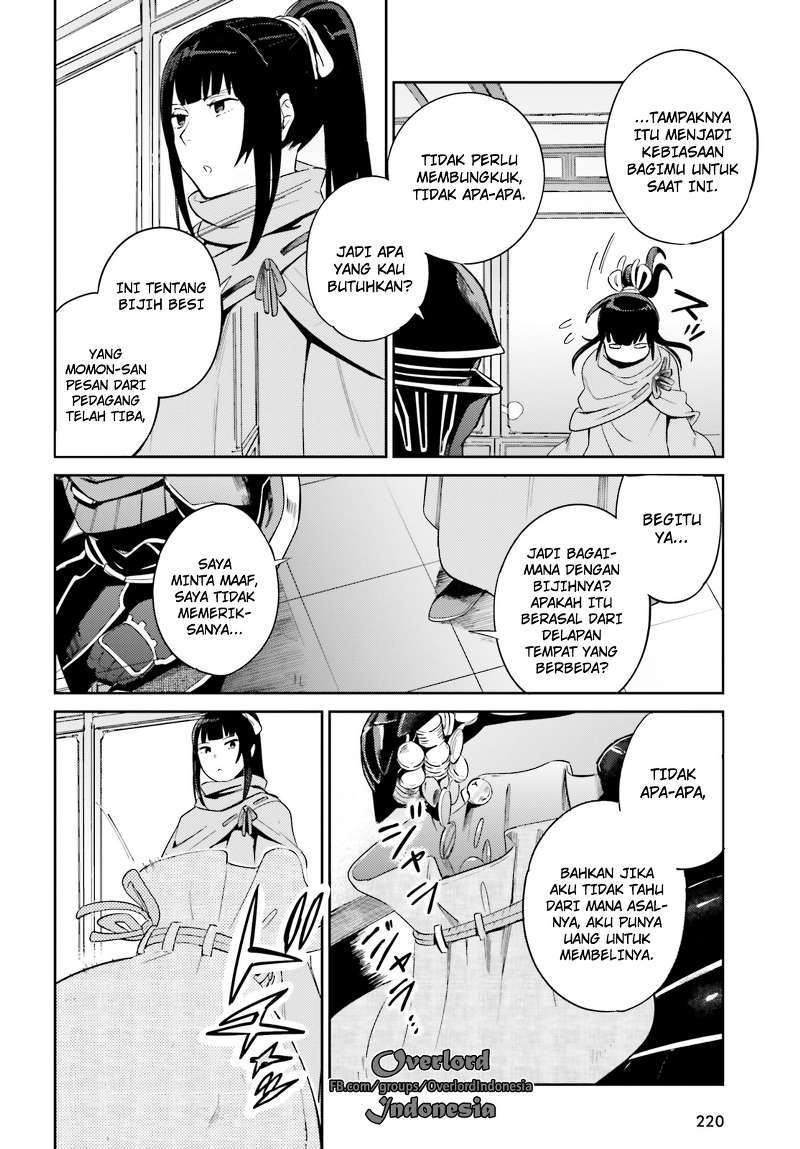 ...TAMPAKNYA
ITU MENJADI
KEBIASAAN
BAGIMU UNTUK
SAAT INI.
TIDAK PERLU
MEMBUNGKUK,
TIDAK APA-APA.
JADI APA
YANG KAU
BUTUHKAN?
INI TENTANG
BIJIH BESI
YANG
MOMON-SAN
PESAN DARI
PEDAGANG
TELAH TIBA,
BEGITU
YA...
JADI BAGAI-
MANA DENGAN
BIJIHNYA?
APAKAH ITU
BERASAL DARI
DELAPAN
TEMPAT YANG
BERBEDA?
SAYA
MINTA MAAF,
SAYA TIDAK
MEMERIK-
SANYA...
TIDAK
APA-APA,
BAHKAN JIKA
AKU TIDAK TAHU
DARI MANA ASAL-
NYA, AKU PUNYA
UANG UNTUK
MEMBELINYA.
Overlord
FB.com/groups/OverlordIndonesia
Indonesia
220